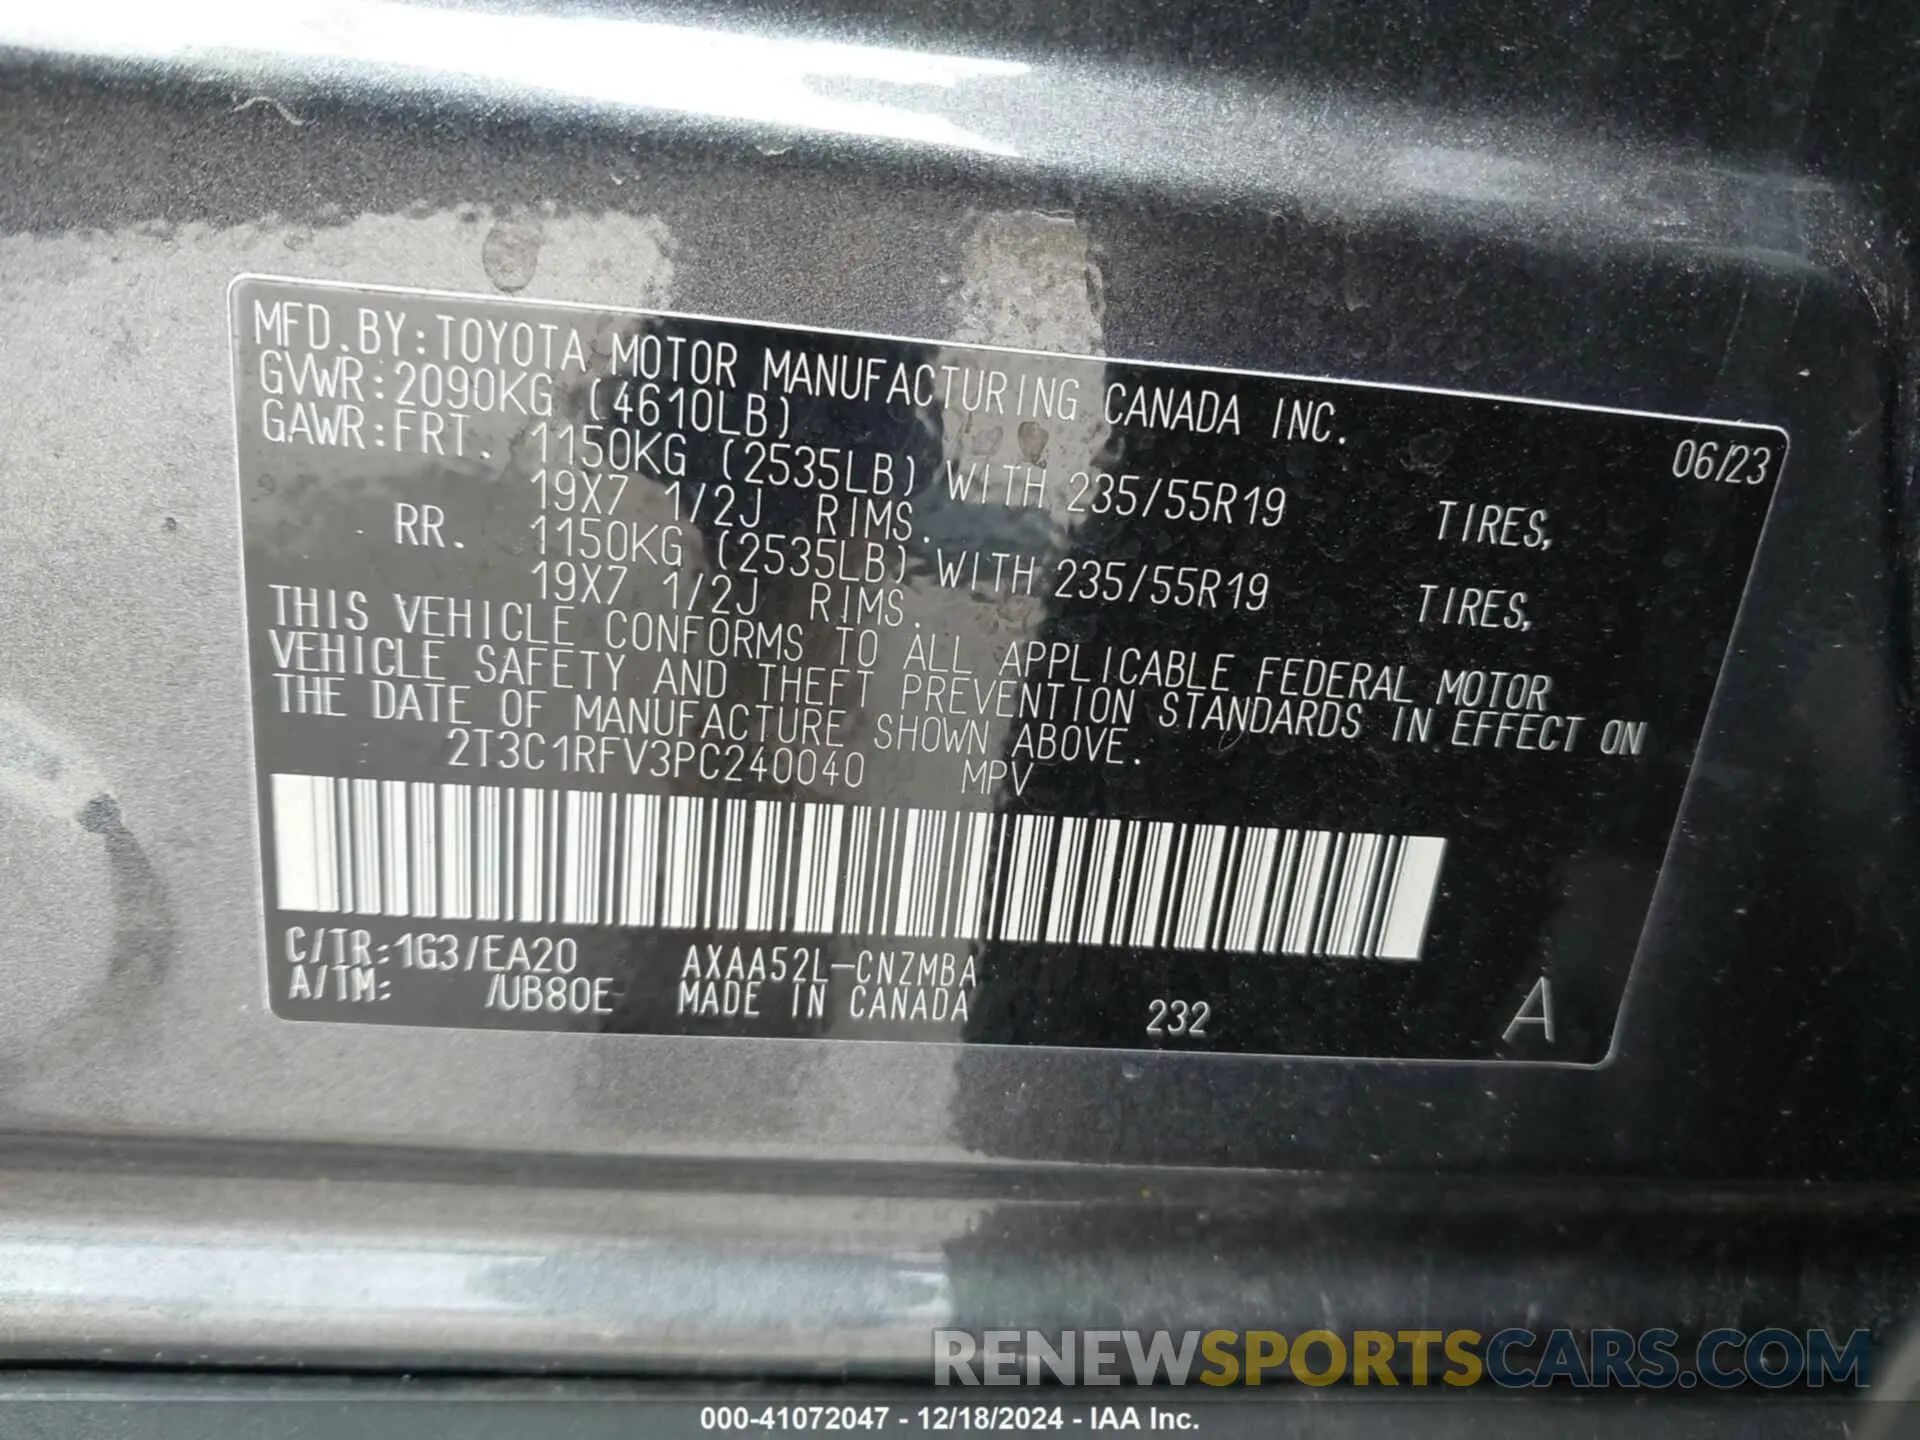 MFD.BY:TOYOTA MOTOR MANUFACTURING CANADA INC. 06/23
GVWR:2090KG (4610LB)
GAWR:FRT. 1150KG (2535LB) WITH 235/55R19 TIRES,
19X7 1/2J RIMS.
RR. 1150KG (2535LB) WITH 235/55R19 TIRES,
19X7 1/2J RIMS.
THIS VEHICLE CONFORMS TO ALL APPLICABLE FEDERAL MOTOR
VEHICLE SAFETY AND THEFT PREVENTION STANDARDS IN EFFECT ON
THE DATE OF MANUFACTURE SHOWN ABOVE.
2T3C1RFV3PC240040 MPV
C/TR:1G3/EA20 AXAA52L-CNZMBA
A/TM: /UB80E MADE IN CANADA 232 A
RENEWSPORTSCARS.COM
000-41072047 - 12/18/2024 - IAA Inc.